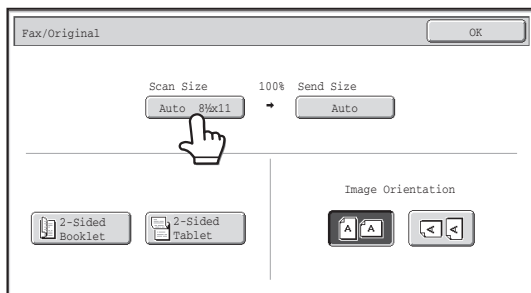 Fax/Original
OK
Scan Size 100% Send Size
Auto 8½x11 → Auto
Image Orientation
2-Sided
Booklet
2-Sided
Tablet
A A A A